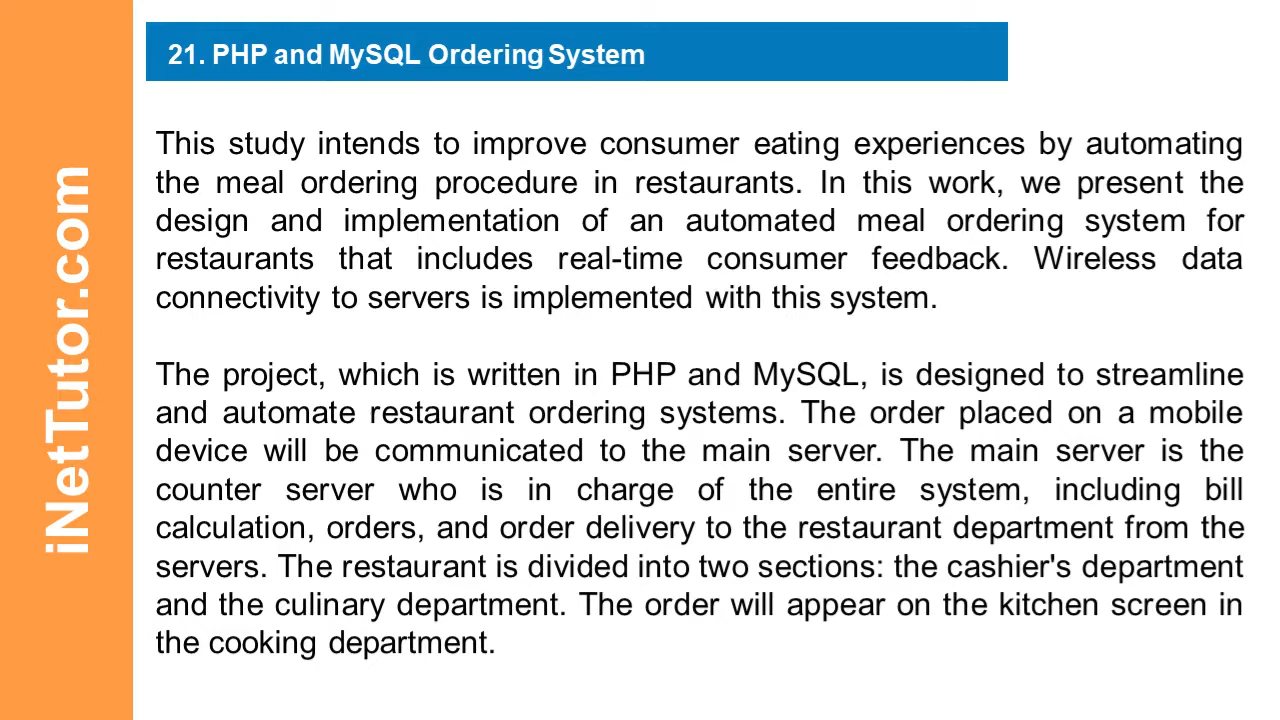 iNetTutor.com
21. PHP and MySQL Ordering System
This study intends to improve consumer eating experiences by automating
the meal ordering procedure in restaurants. In this work, we present the
design and implementation of an automated meal ordering system for
restaurants that includes real-time consumer feedback. Wireless data
connectivity to servers is implemented with this system.
The project, which is written in PHP and MySQL, is designed to streamline
and automate restaurant ordering systems. The order placed on a mobile
device will be communicated to the main server. The main server is the
counter server who is in charge of the entire system, including bill
calculation, orders, and order delivery to the restaurant department from the
servers. The restaurant is divided into two sections: the cashier's department
and the culinary department. The order will appear on the kitchen screen in
the cooking department.